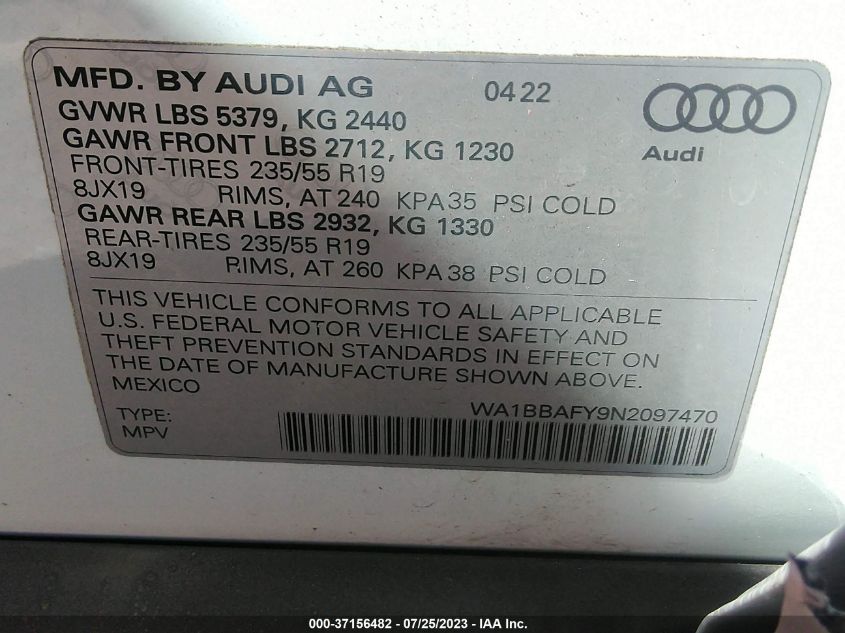 MFD. BY AUDI AG 0422
GVWR LBS 5379, KG 2440
GAWR FRONT LBS 2712, KG 1230
FRONT-TIRES 235/55 R19
8JX19 RIMS, AT 240 KPA35 PSI COLD
GAWR REAR LBS 2932, KG 1330
REAR-TIRES 235/55 R19
8JX19 RIMS, AT 260 KPA 38 PSI COLD
Audi
THIS VEHICLE CONFORMS TO ALL APPLICABLE
U.S. FEDERAL MOTOR VEHICLE SAFETY AND
THEFT PREVENTION STANDARDS IN EFFECT ON
THE DATE OF MANUFACTURE SHOWN ABOVE.
MEXICO
WA1BBAFY9N2097470
TYPE:
MPV
000-37156482 - 07/25/2023 - IAA Inc.